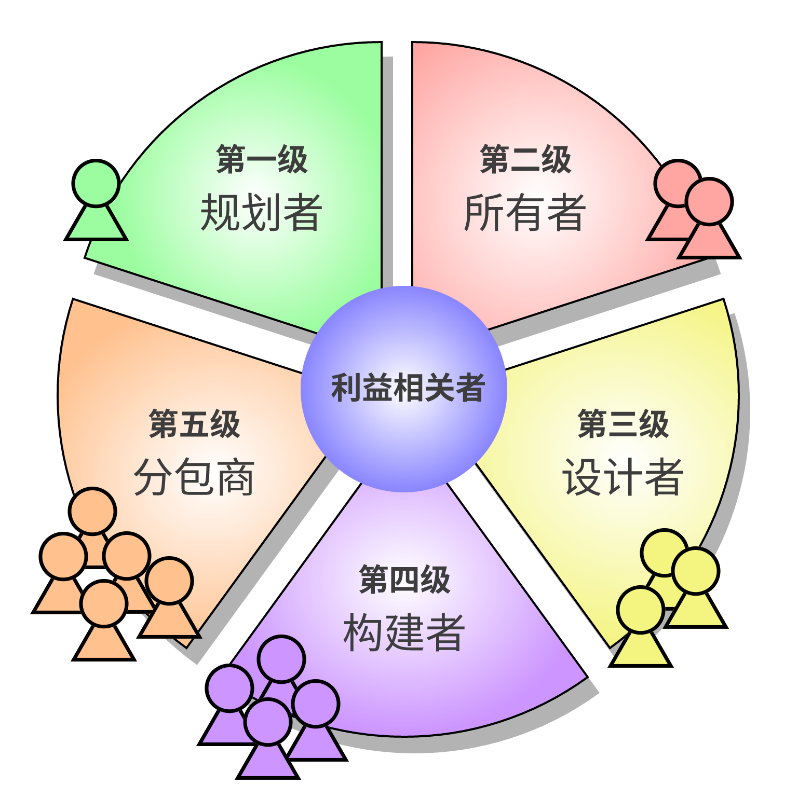 第一级
规划者
第二级
所有者
利益相关者
第三级
设计者
第四级
构建者
第五级
分包商